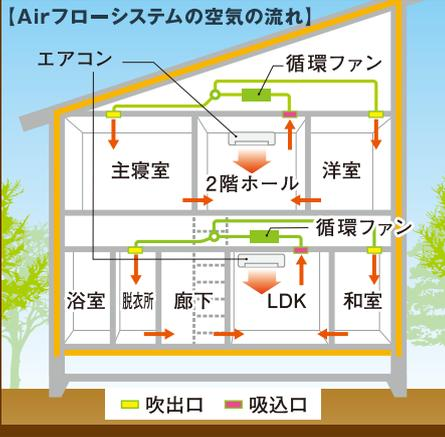 【Airフローシステムの空気の流れ】
エアコン
循環ファン
主寝室
2階ホール
洋室
循環ファン
浴室
脱衣所
廊下
LDK
和室
吹出口
吸込口